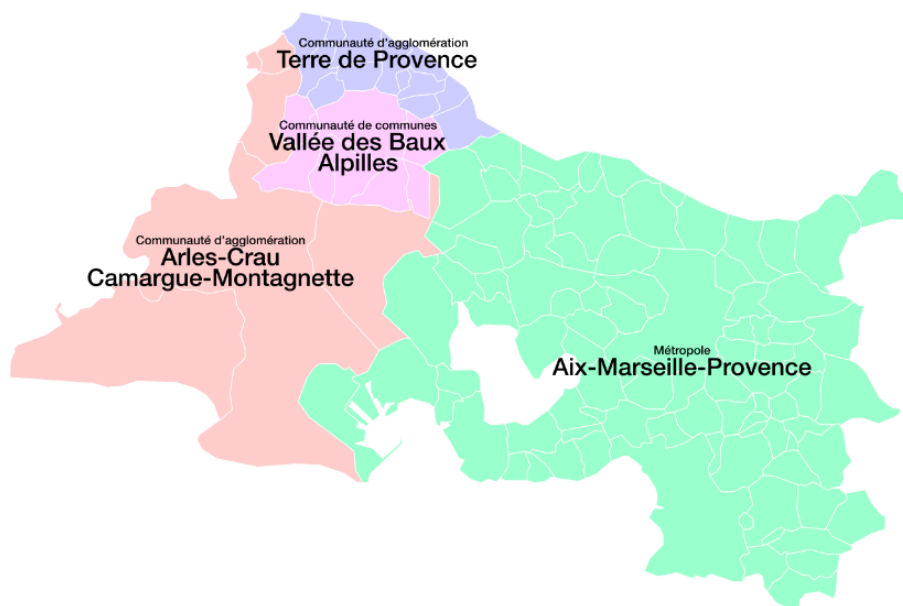 Communauté d'agglomération
Terre de Provence
Communauté de communes
Vallée des Baux
Alpilles
Communauté d'agglomération
Arles-Crau
Camargue-Montagnette
Métropole
Aix-Marseille-Provence